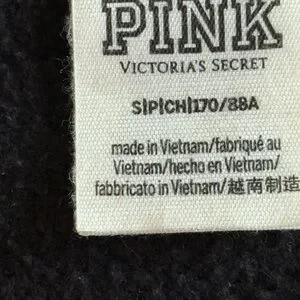 PINK
VICTORIA'S SECRET
S|P|CH|170/88A
made in Vietnam/fabriqué au
Vietnam/hecho en Vietnam/
fabbricato in Vietnam/越南制造